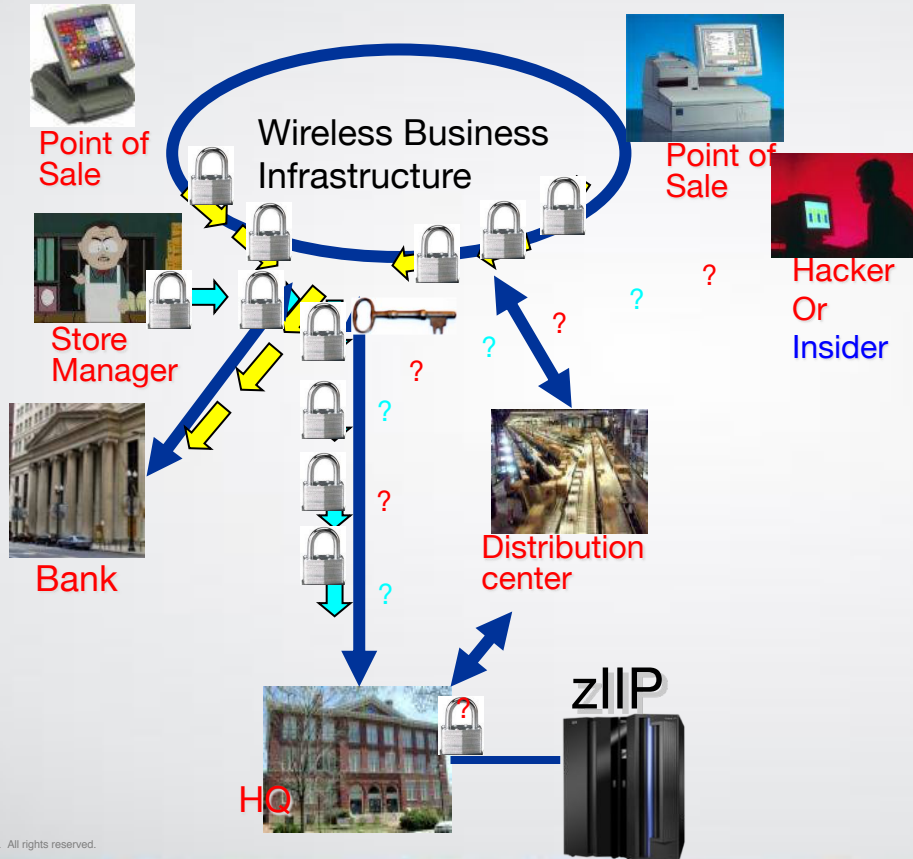 Wireless Business
Infrastructure
Point of
Sale
Point of
Sale
Hacker
Or
Insider
Store
Manager
?
?
?
?
?
?
?
?
Bank
Distribution
center
zIIP
?
HQ
. All rights reserved.